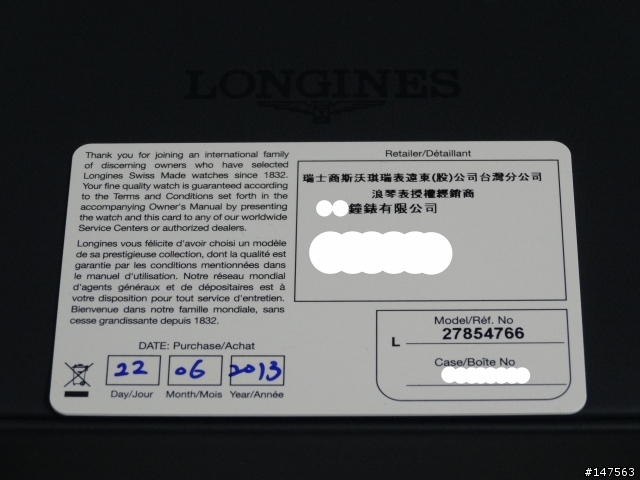 LONGINES
Thank you for joining an international family
of discerning owners who have selected
Longines Swiss Made watches since 1832.
Your fine quality watch is guaranteed according
to the Terms and Conditions set forth in the
accompanying Owner's Manual by presenting
the watch and this card to any of our worldwide
Service Centers or authorized dealers.
Longines vous félicite d'avoir choisi un modèle
de sa prestigieuse collection, dont la qualité est
garantie par les conditions mentionnées dans
le manuel d'utilisation. Notre réseau mondial
d'agents généraux et de dépositaires est à
votre disposition pour tout service d'entretien.
Bienvenue dans notre famille mondiale, sans
cesse grandissante depuis 1832.
DATE: Purchase/Achat
22 06 2013
Day/Jour Month/Mois Year/Année
Retailer/Détaillant
瑞士商斯沃琪瑞表遠東(股)公司台灣分公司
浪琴表授權經銷商
鐘錶有限公司
Model/Réf. No
L 27854766
Case/Boîte No
#147563